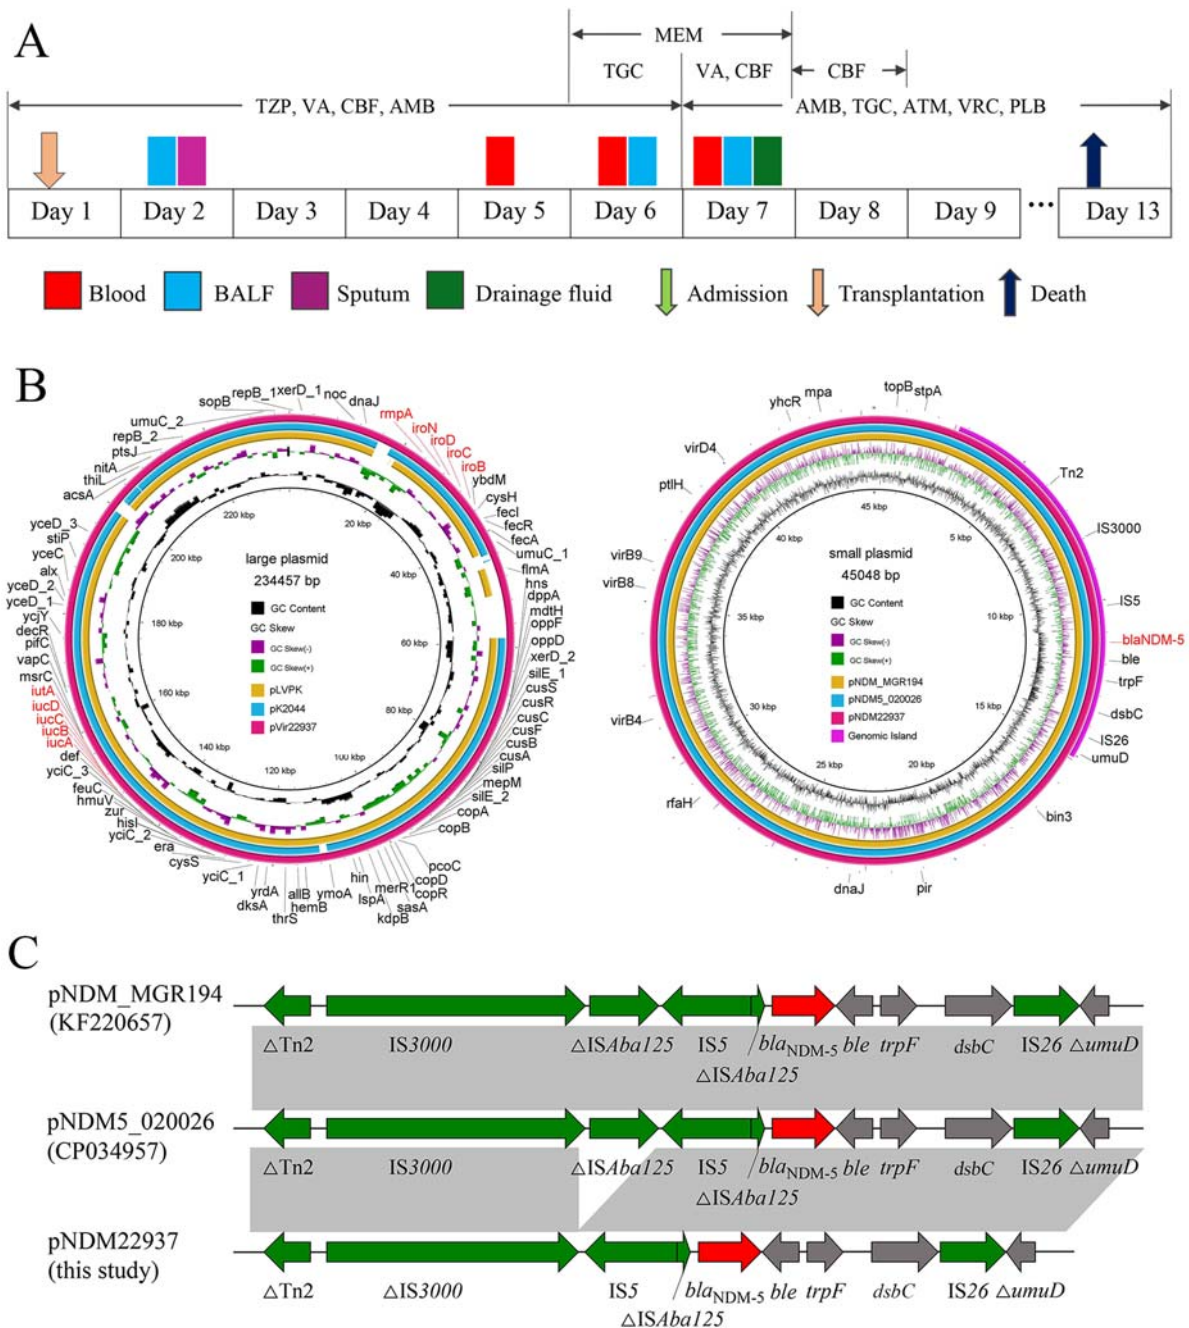 A
MEM
TGC
VA, CBF
CBF
TZP, VA, CBF, AMB
AMB, TGC, ATM, VRC, PLB
Day 1
Day 2
Day 3
Day 4
Day 5
Day 6
Day 7
Day 8
Day 9
...
Day 13
Blood
BALF
Sputum
Drainage fluid
Admission
Transplantation
Death
B
xerD_1
noc
dnaJ
rmpA
iroN
iroD
iroC
iroB
ybdM
cysH
fecI
fecR
fecA
umuC_1
flmA
hns
dppA
mdtH
oppF
oppD
xerD_2
silE_1
cusS
cusR
cusC
cusF
cusB
cusA
silP
mepM
silE_2
copA
copB
pcoC
copD
copR
merR1
sasA
kdpB
lspA
hin
ymoA
allB
hemB
thrS
yrdA
dksA
yciC_1
cysS
era
yciC_2
hisI
zur
hmuV
feuC
yciC_3
def
iucA
iucB
iucC
iucD
iutA
msrC
vapC
pifC
decR
ycjY
yceD_1
yceD_2
alx
yceC
stiP
yceD_3
acsA
thiL
nitA
ptsJ
repB_2
umuC_2
sopB
repB_1
20 kbp
40 kbp
60 kbp
80 kbp
100 kbp
120 kbp
140 kbp
160 kbp
180 kbp
200 kbp
220 kbp
large plasmid
234457 bp
GC Content
GC Skew
GC Skew(-)
GC Skew(+)
pLVPK
pK2044
pVir22937
topB
stpA
Tn2
IS3000
IS5
blaNDM-5
ble
trpF
dsbC
IS26
umuD
bin3
pir
dnaJ
rfaH
virB4
virB8
virB9
ptlH
virD4
yhcR
mpa
45 kbp
5 kbp
10 kbp
15 kbp
20 kbp
25 kbp
30 kbp
35 kbp
40 kbp
small plasmid
45048 bp
GC Content
GC Skew
GC Skew(-)
GC Skew(+)
pNDM_MGR194
pNDM5_020026
pNDM22937
Genomic Island
C
pNDM_MGR194
(KF220657)
△Tn2 IS3000 △ISAba125 IS5 blaNDM-5 ble trpF dsbC IS26 △umuD
△ISAba125
pNDM5_020026
(CP034957)
△Tn2 IS3000 △ISAba125 IS5 blaNDM-5 ble trpF dsbC IS26 △umuD
△ISAba125
pNDM22937
(this study)
△Tn2 △IS3000 IS5 blaNDM-5 ble trpF dsbC IS26 △umuD
△ISAba125